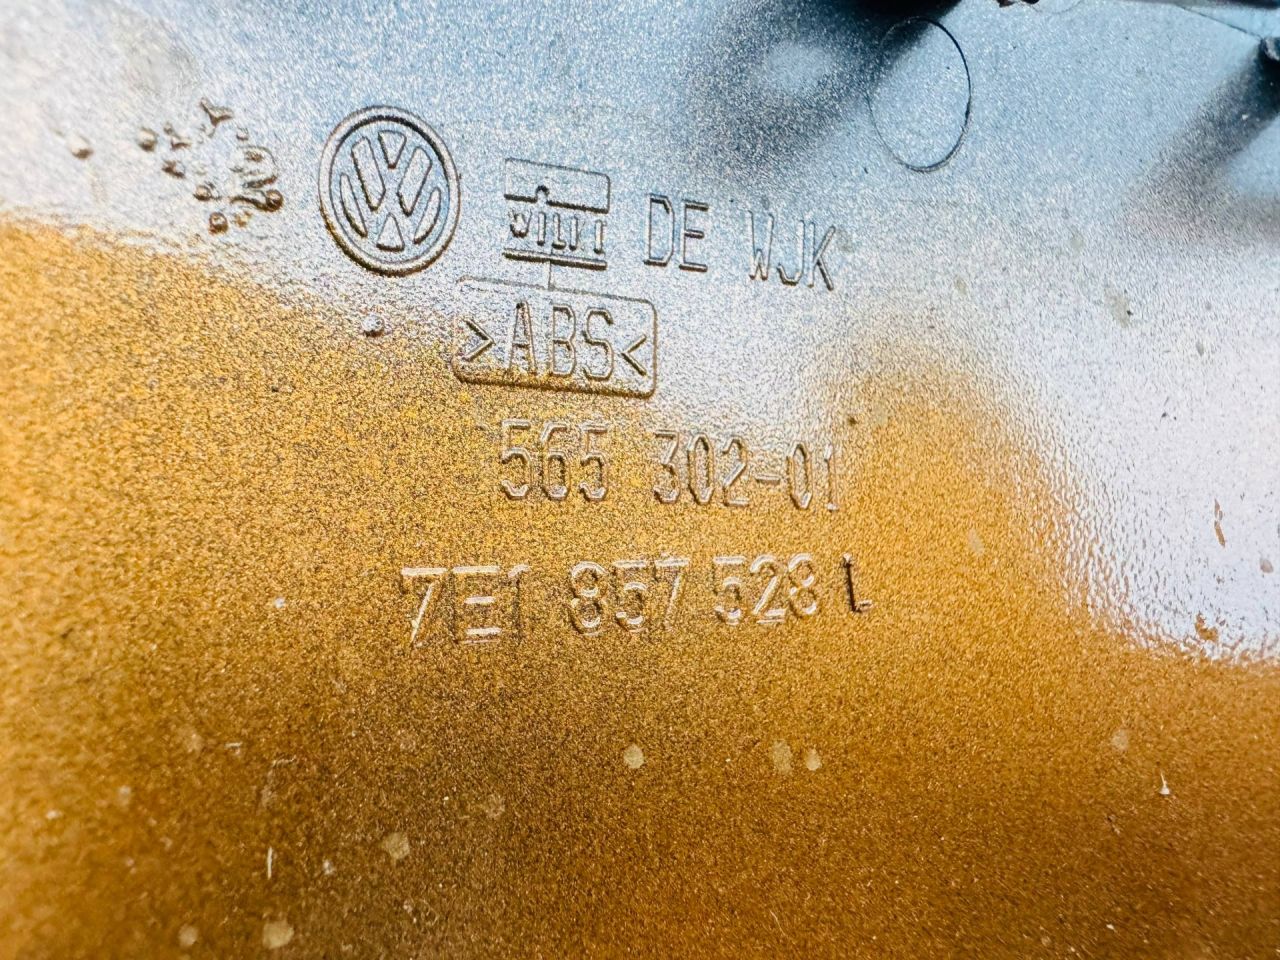 DE WJK
>ABS<
565 302-01
7E1 857 528 L